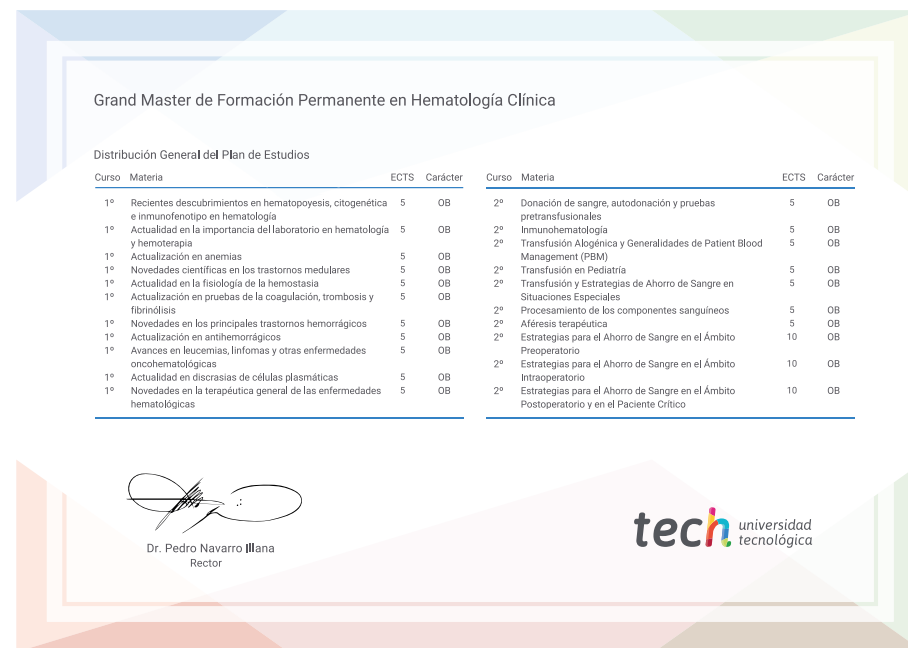 Grand Master de Formación Permanente en Hematología Clínica
Distribución General del Plan de Estudios
Curso Materia ECTS Carácter
1º Recientes descubrimientos en hematopoyesis, citogenética 5 OB
e inmunofenotipo en hematología
1º Actualidad en la importancia del laboratorio en hematología 5 OB
y hemoterapia
1º Actualización en anemias 5 OB
1º Novedades científicas en los trastornos medulares 5 OB
1º Actualidad en la fisiología de la hemostasia 5 OB
1º Actualización en pruebas de la coagulación, trombosis y 5 OB
fibrinólisis
1º Novedades en los principales trastornos hemorrágicos 5 OB
1º Actualización en antihemorrágicos 5 OB
1º Avances en leucemias, linfomas y otras enfermedades 5 OB
oncohematológicas
1º Actualidad en discrasias de células plasmáticas 5 OB
1º Novedades en la terapéutica general de las enfermedades 5 OB
hematológicas
Curso Materia ECTS Carácter
2º Donación de sangre, autodonación y pruebas 5 OB
pretransfusionales
2º Inmunohematología 5 OB
2º Transfusión Alogénica y Generalidades de Patient Blood 5 OB
Management (PBM)
2º Transfusión en Pediatría 5 OB
2º Transfusión y Estrategias de Ahorro de Sangre en 5 OB
Situaciones Especiales
2º Procesamiento de los componentes sanguíneos 5 OB
2º Aféresis terapéutica 5 OB
2º Estrategias para el Ahorro de Sangre en el Ámbito 10 OB
Preoperatorio
2º Estrategias para el Ahorro de Sangre en el Ámbito 10 OB
Intraoperatorio
2º Estrategias para el Ahorro de Sangre en el Ámbito 10 OB
Postoperatorio y en el Paciente Crítico
Dr. Pedro Navarro Illana
Rector
tech universidad
tecnológica